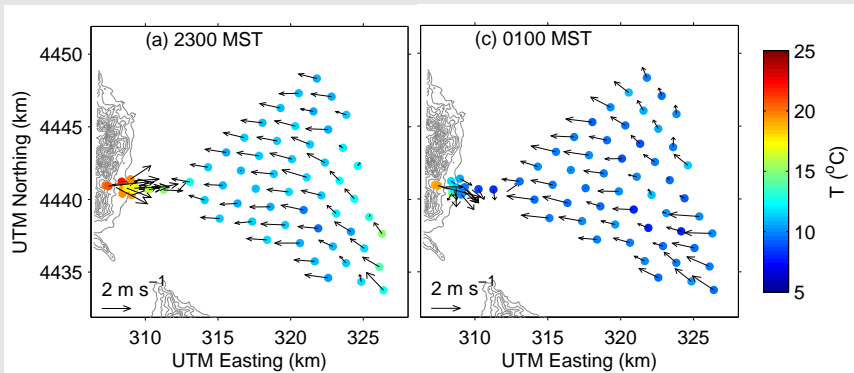 (a) 2300 MST
(c) 0100 MST
4450
4445
4440
4435
UTM Northing (km)
2 m s⁻¹
2 m s⁻¹
310
315
320
325
310
315
320
325
UTM Easting (km)
UTM Easting (km)
25
20
15
10
5
T (°C)